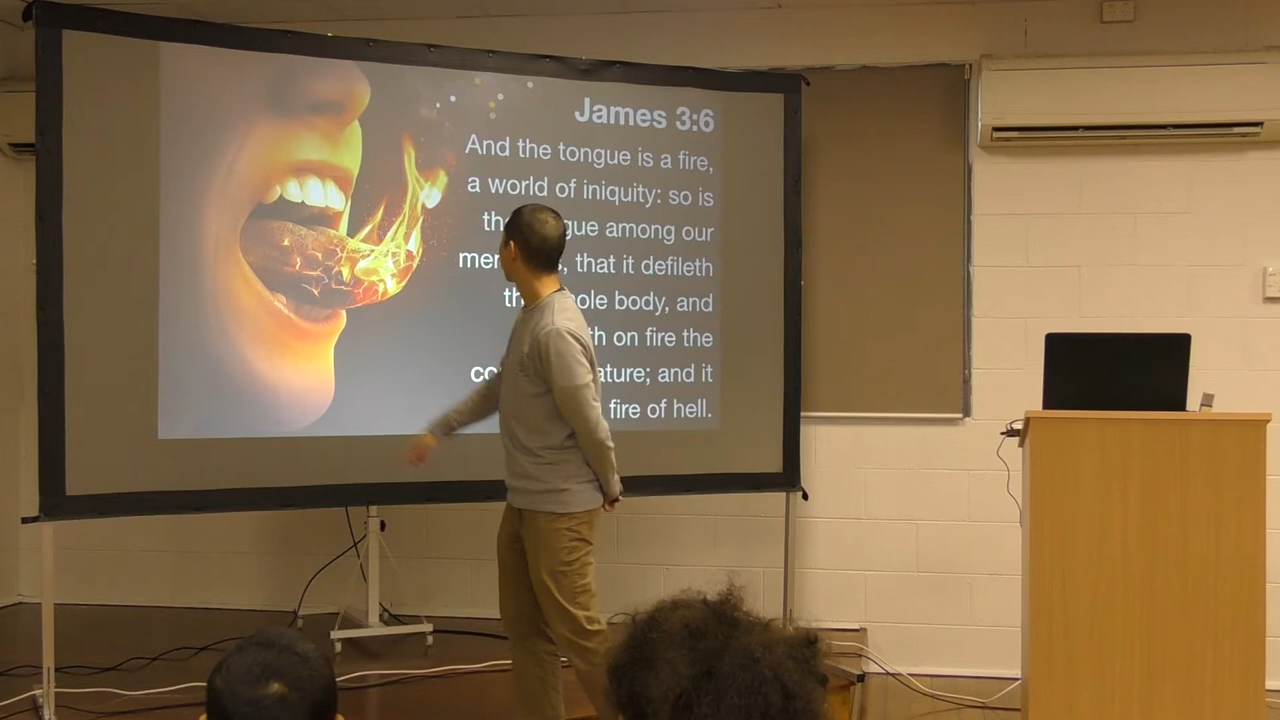 James 3:6
And the tongue is a fire,
a world of iniquity: so is
gue among our
that it defileth
body, and
on fire the
and it
fire of hell.